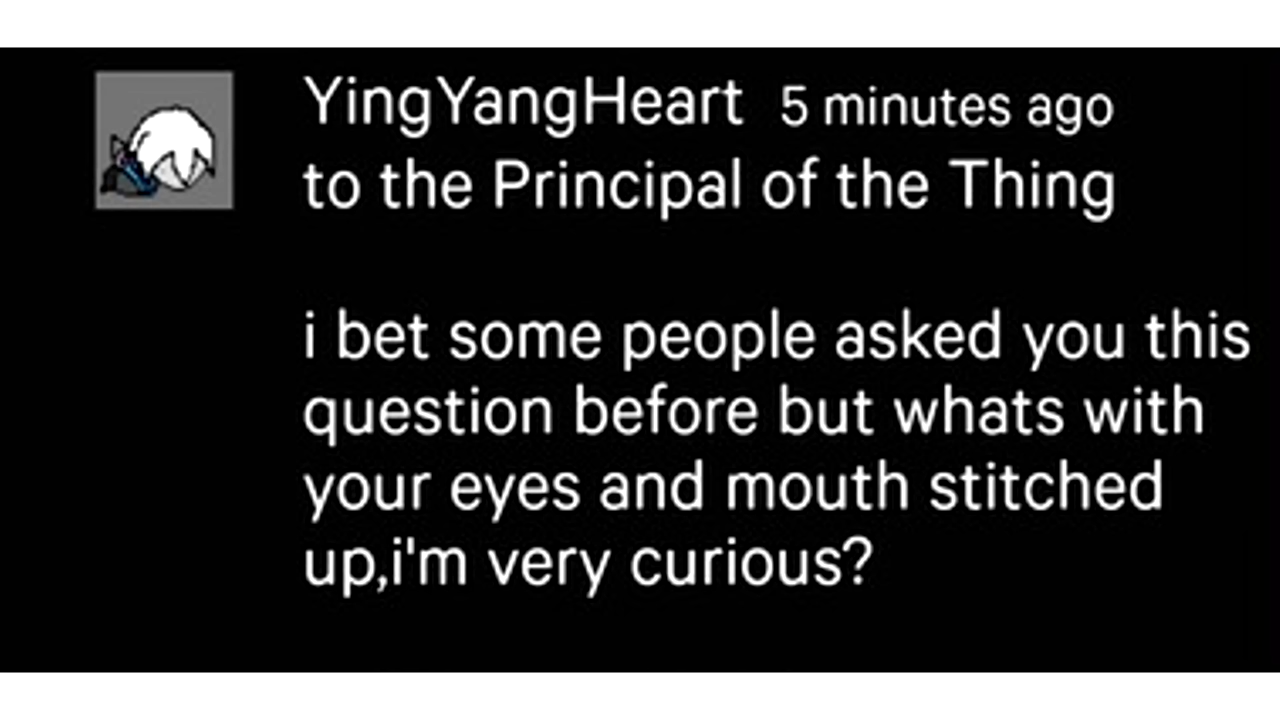 YingYangHeart 5 minutes ago
to the Principal of the Thing
i bet some people asked you this
question before but whats with
your eyes and mouth stitched
up,i'm very curious?